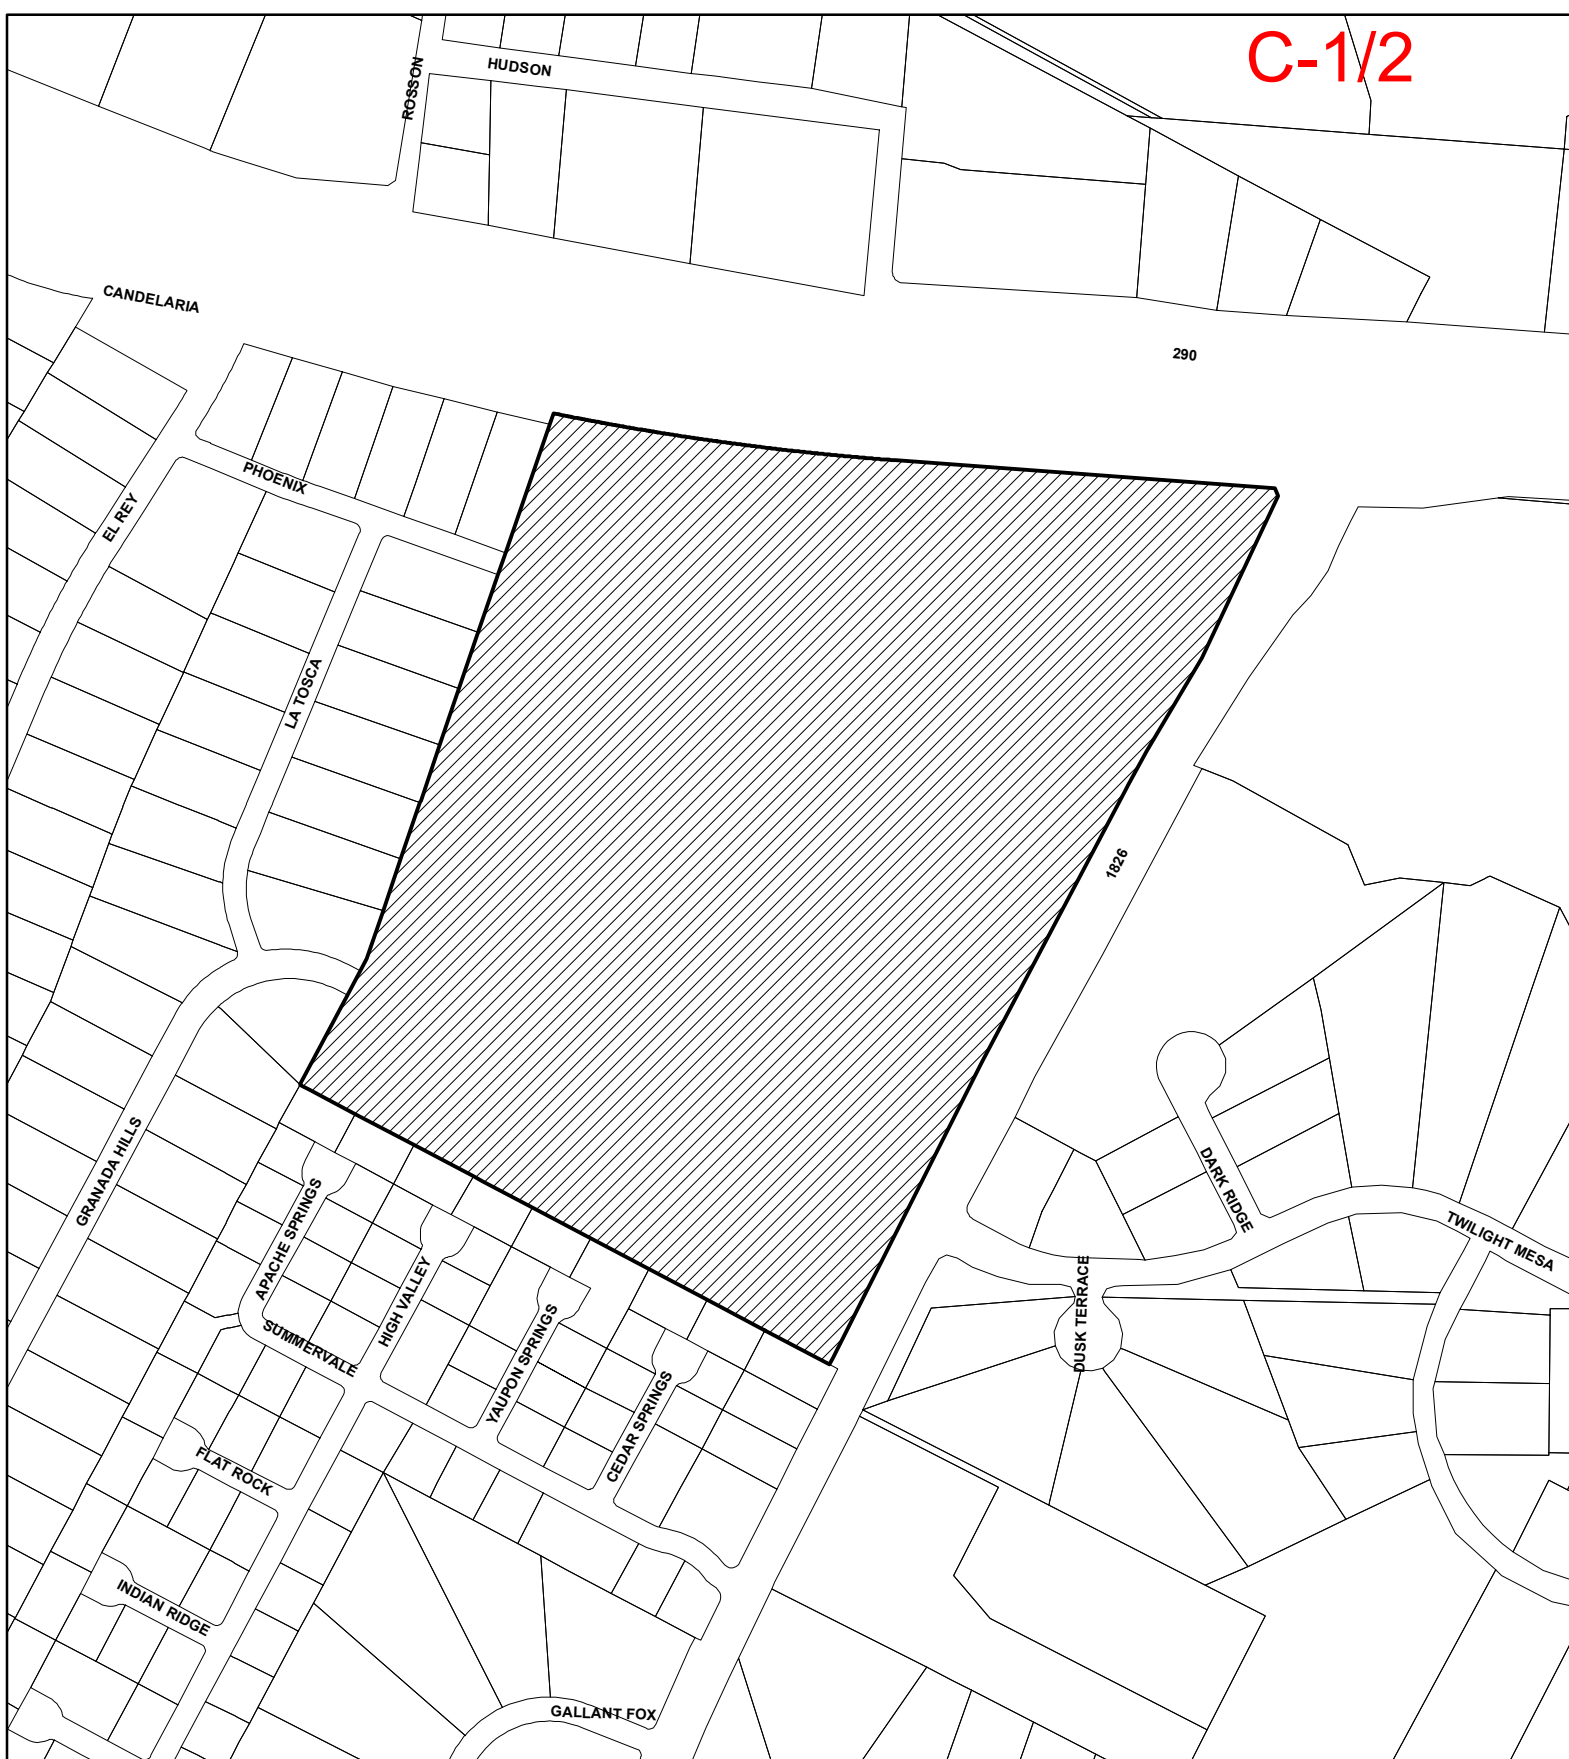 C-1/2
HUDSON
ROSSON
CANDELARIA
290
PHOENIX
EL REY
LA TOSCA
1826
GRANADA HILLS
DARK RIDGE
TWILIGHT MESA
APACHE SPRINGS
HIGH VALLEY
DUSK TERRACE
SUMMERVALE
YAUPON SPRINGS
CEDAR SPRINGS
FLAT ROCK
INDIAN RIDGE
GALLANT FOX